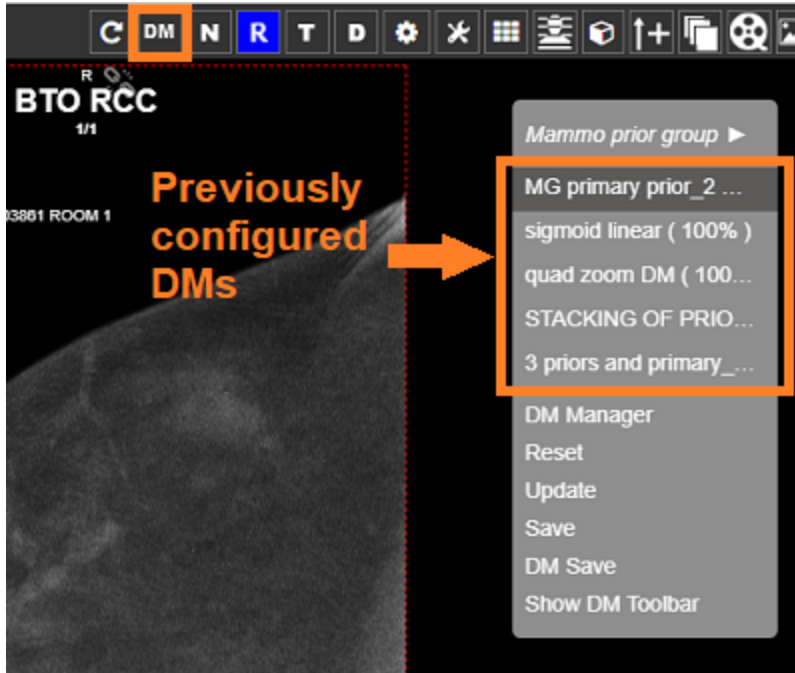 C DM N R T D
R
BTO RCC
1/1
03861 ROOM 1
Previously
configured
DMs
Mammo prior group ►
MG primary prior_2 ...
sigmoid linear ( 100% )
quad zoom DM ( 100...
STACKING OF PRIO...
3 priors and primary_...
DM Manager
Reset
Update
Save
DM Save
Show DM Toolbar